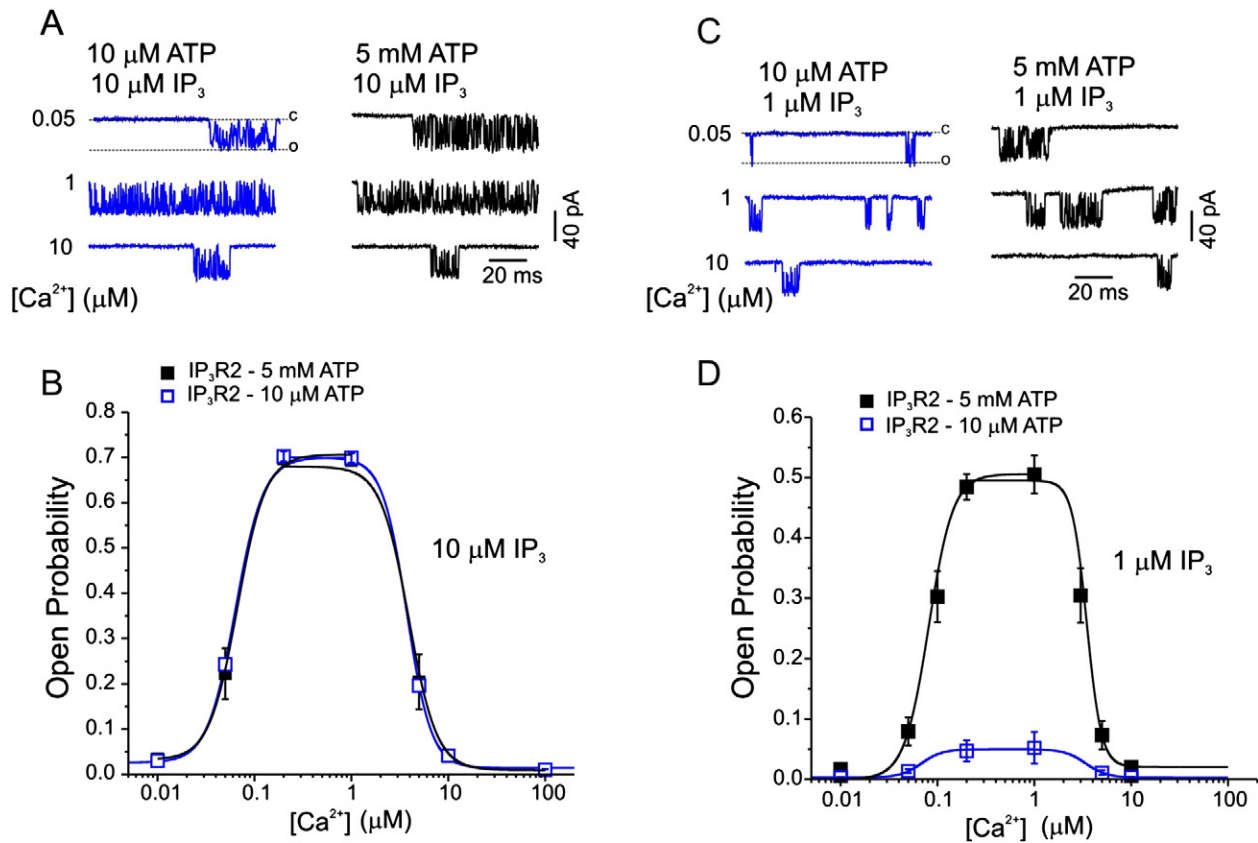 A
10 μM ATP
10 μM IP₃
5 mM ATP
10 μM IP₃
0.05
c
o
1
10
40 pA
20 ms
[Ca²⁺] (μM)
C
10 μM ATP
1 μM IP₃
5 mM ATP
1 μM IP₃
0.05
c
o
1
10
40 pA
20 ms
[Ca²⁺] (μM)
B
IP₃R2 - 5 mM ATP
IP₃R2 - 10 μM ATP
0.8
0.7
0.6
0.5
0.4
0.3
0.2
0.1
0.0
Open Probability
10 μM IP₃
0.01 0.1 1 10 100
[Ca²⁺] (μM)
D
IP₃R2 - 5 mM ATP
IP₃R2 - 10 μM ATP
0.6
0.5
0.4
0.3
0.2
0.1
0.0
Open Probability
1 μM IP₃
0.01 0.1 1 10 100
[Ca²⁺] (μM)